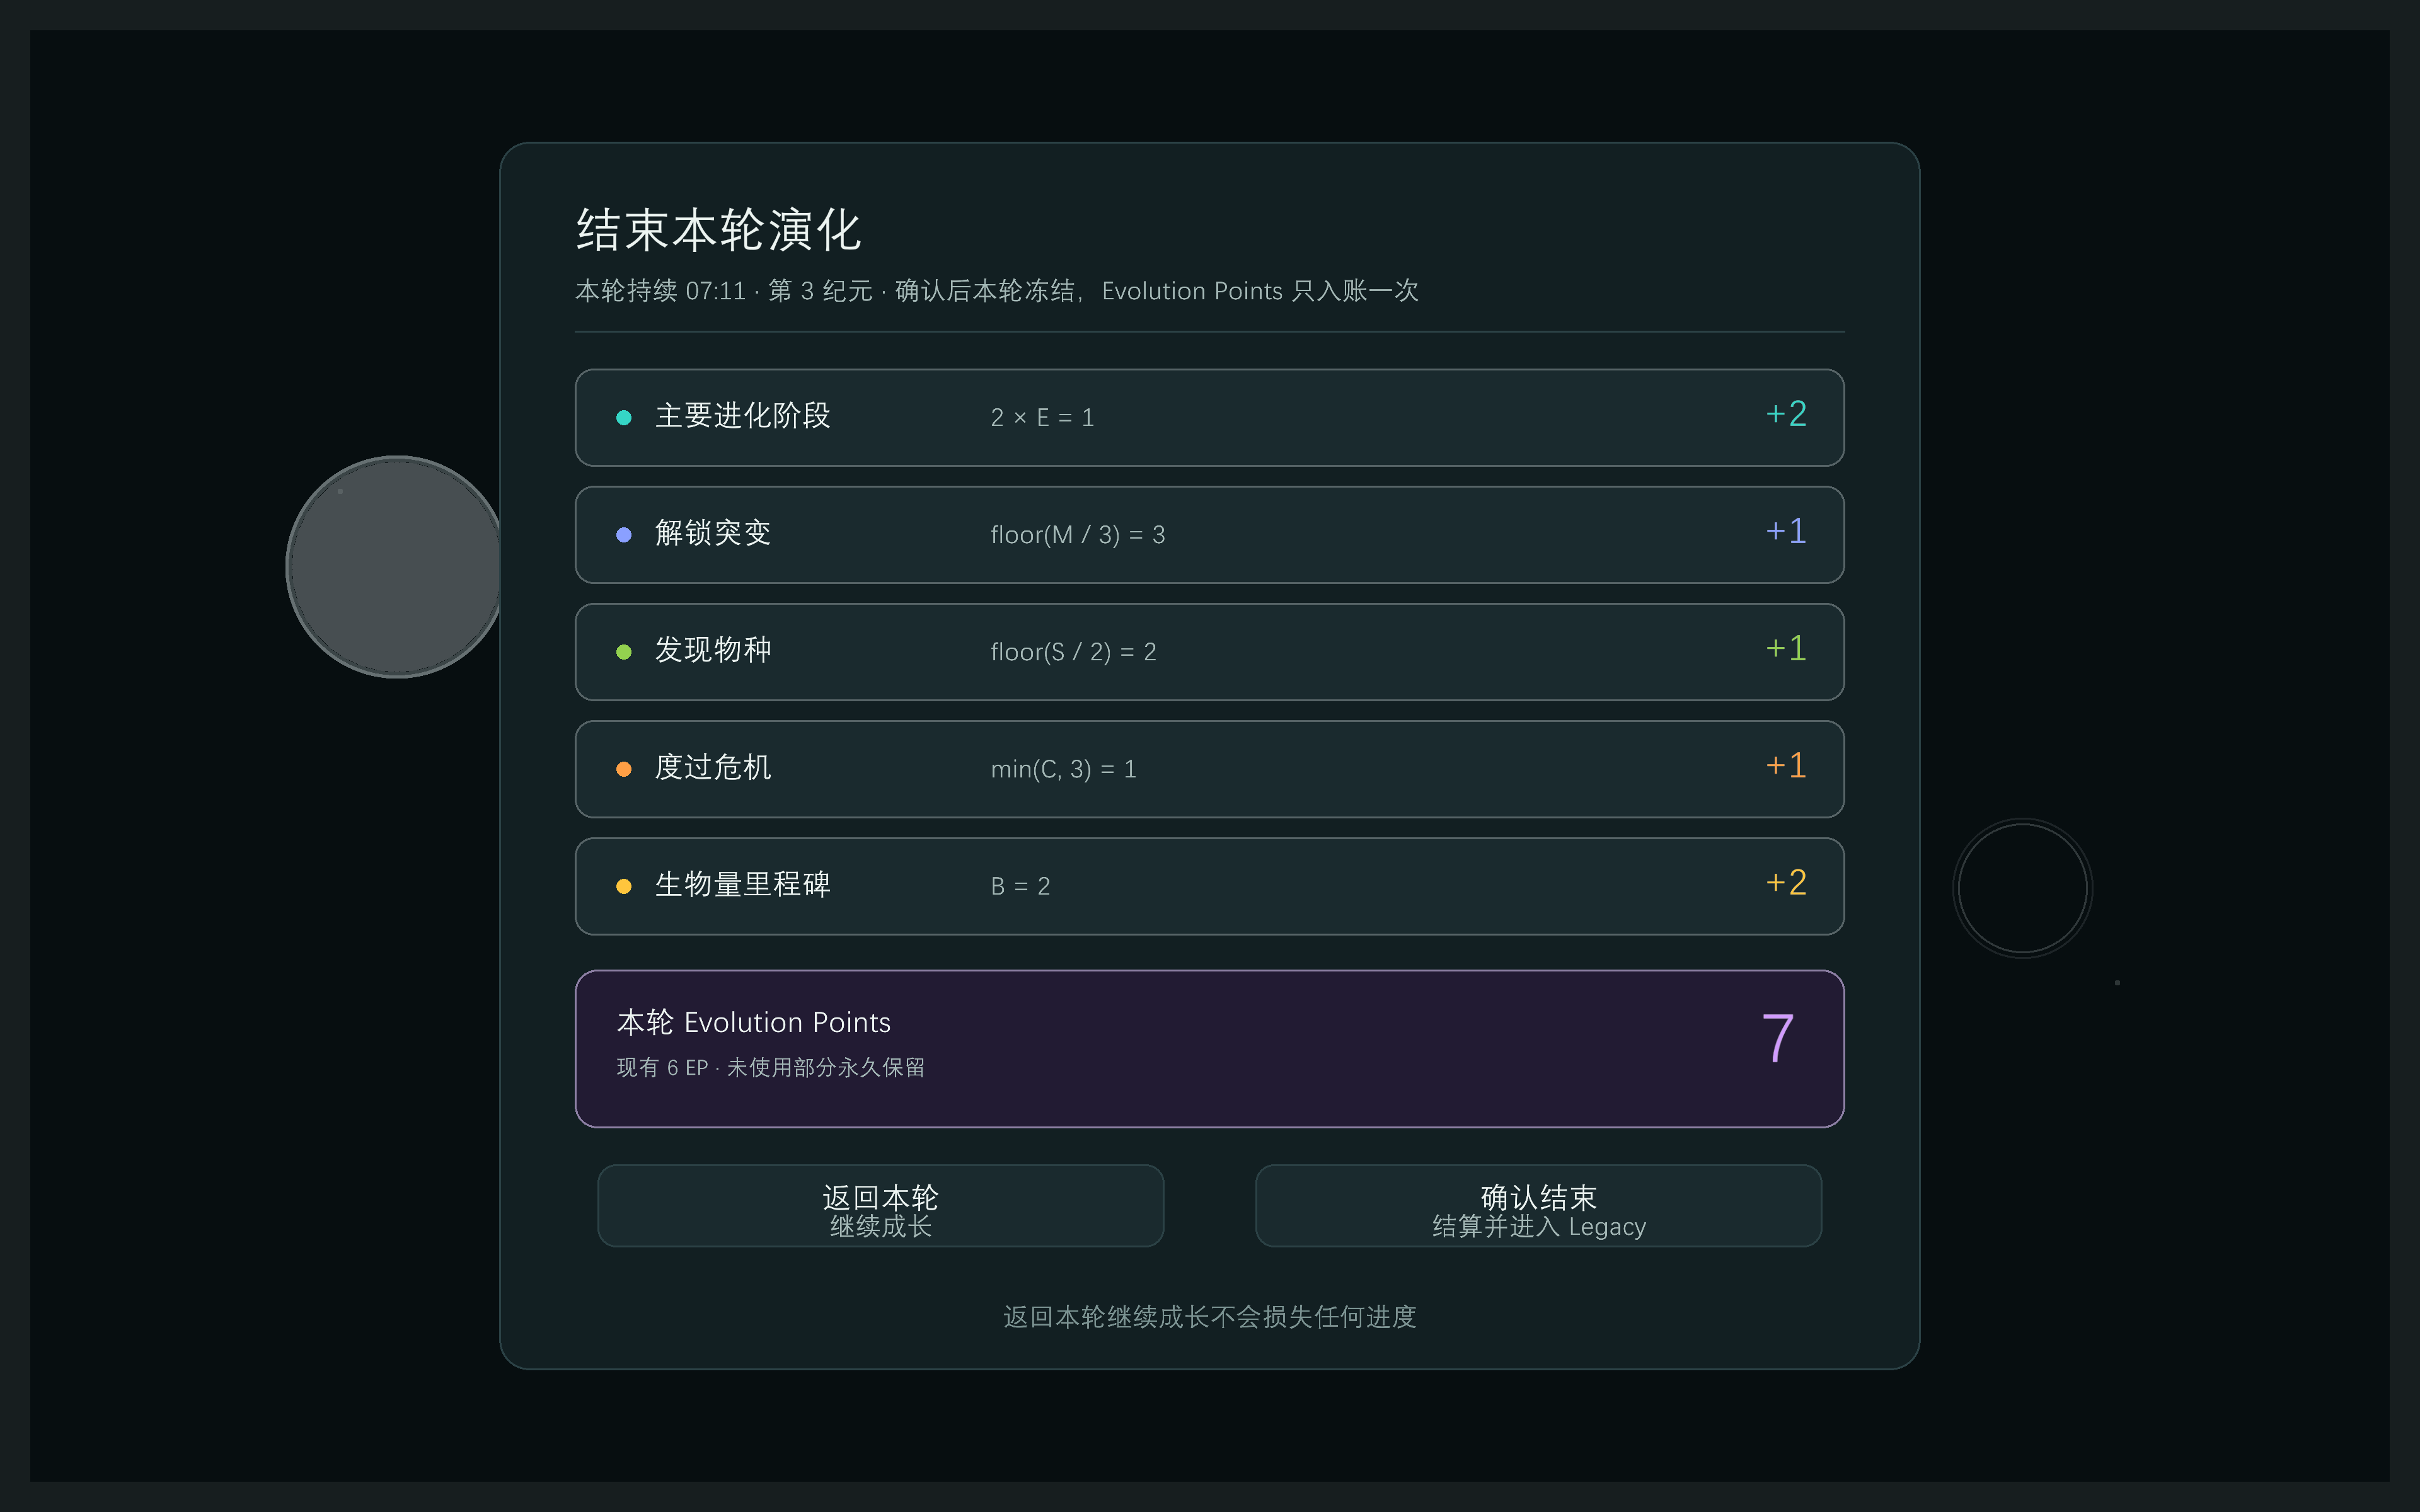 结束本轮演化
本轮持续 07:11 · 第 3 纪元 · 确认后本轮冻结，Evolution Points 只入账一次
主要进化阶段 2 × E = 1 +2
解锁突变 floor(M / 3) = 3 +1
发现物种 floor(S / 2) = 2 +1
度过危机 min(C, 3) = 1 +1
生物量里程碑 B = 2 +2
本轮 Evolution Points 7
现有 6 EP · 未使用部分永久保留
返回本轮
继续成长
确认结束
结算并进入 Legacy
返回本轮继续成长不会损失任何进度